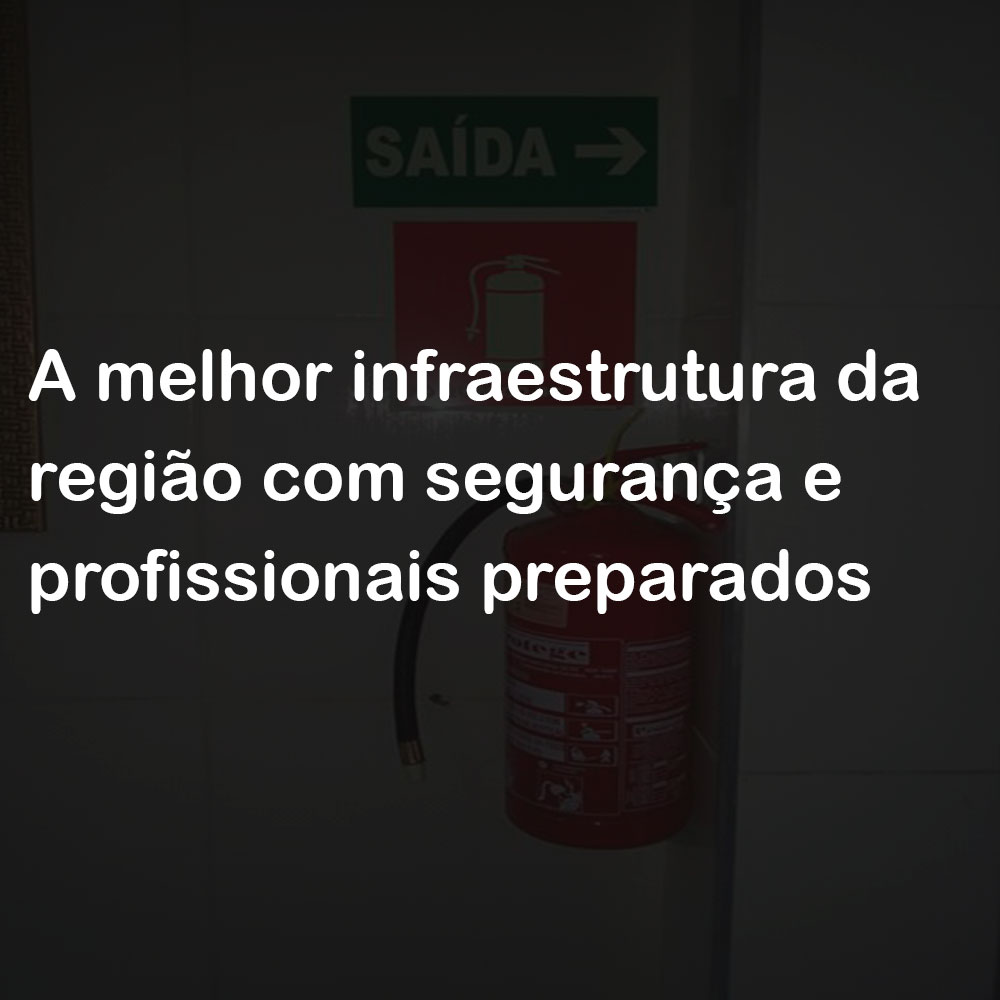 SAÍDA
A melhor infraestrutura da
região com segurança e
profissionais preparados